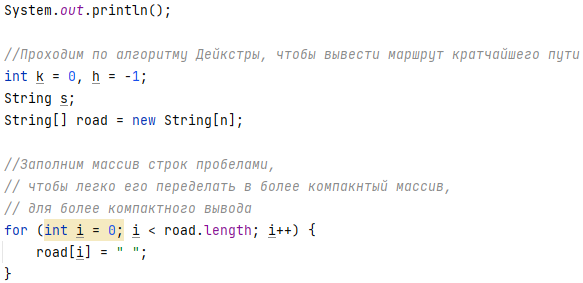 System.out.println();
//Проходим по алгоритму Дейкстры, чтобы вывести маршрут кратчайшего пути
int k = 0, h = -1;
String s;
String[] road = new String[n];
//Заполним массив строк пробелами,
// чтобы легко его переделать в более компакнтый массив,
// для более компактного вывода
for (int i = 0; i < road.length; i++) {
    road[i] = " ";
}